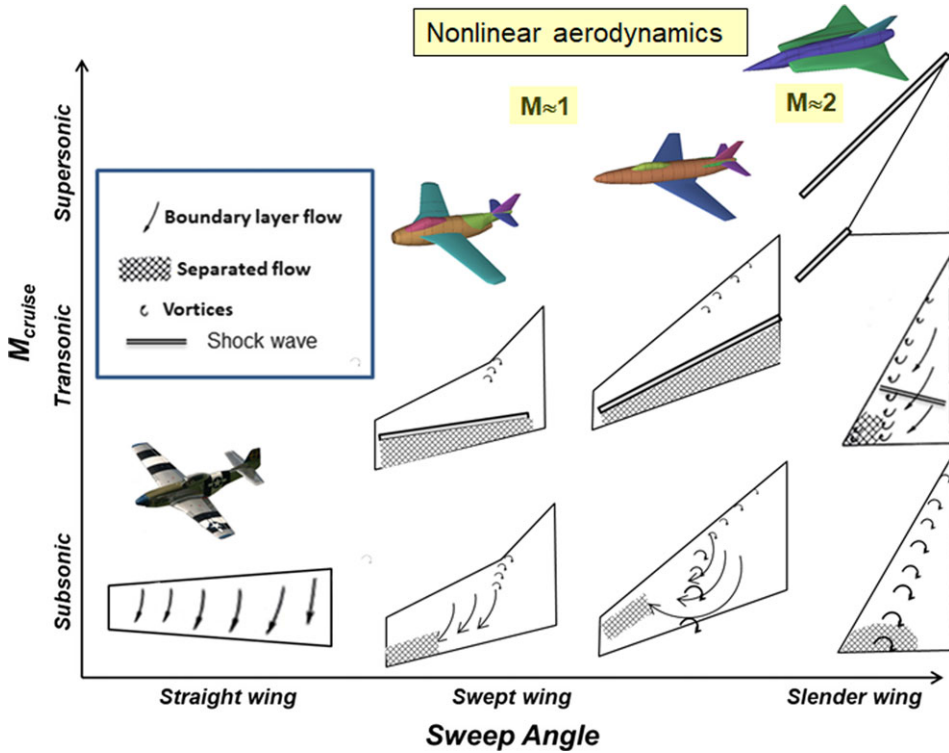 Nonlinear aerodynamics
M≈1
M≈2
Supersonic
Transonic
Subsonic
M_cruise
Boundary layer flow
Separated flow
Vortices
Shock wave
Straight wing
Swept wing
Slender wing
Sweep Angle